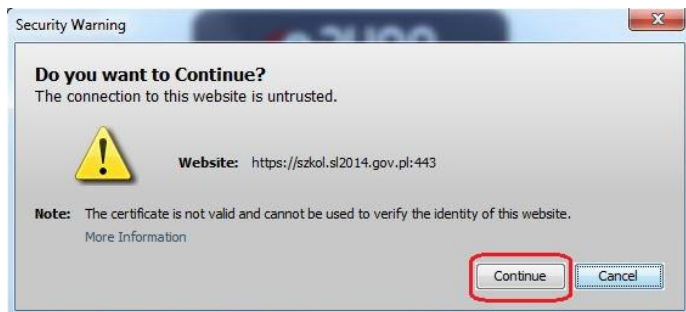 Security Warning
Do you want to Continue?
The connection to this website is untrusted.
Website: https://szkol.sl2014.gov.pl:443
Note: The certificate is not valid and cannot be used to verify the identity of this website.
More Information
Continue Cancel